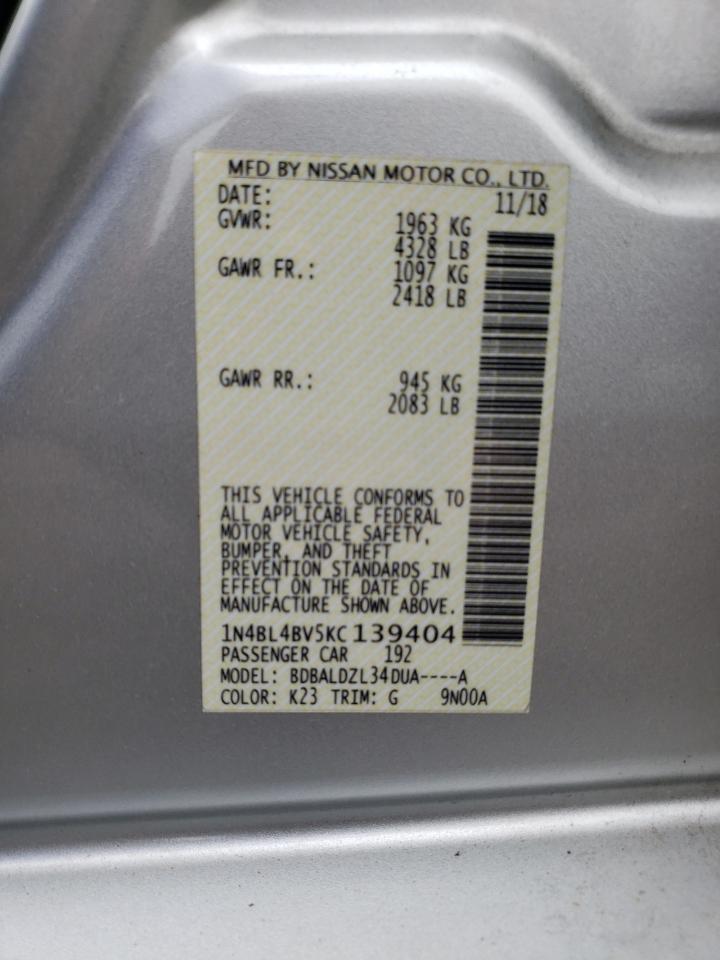 MFD BY NISSAN MOTOR CO., LTD.
DATE: 11/18
GVWR: 1963 KG
4328 LB
GAWR FR.: 1097 KG
2418 LB
GAWR RR.: 945 KG
2083 LB
THIS VEHICLE CONFORMS TO
ALL APPLICABLE FEDERAL
MOTOR VEHICLE SAFETY,
BUMPER, AND THEFT
PREVENTION STANDARDS IN
EFFECT ON THE DATE OF
MANUFACTURE SHOWN ABOVE.
1N4BL4BV5KC139404
PASSENGER CAR 192
MODEL: BDBALDZL34DUA----A
COLOR: K23 TRIM: G 9N00A